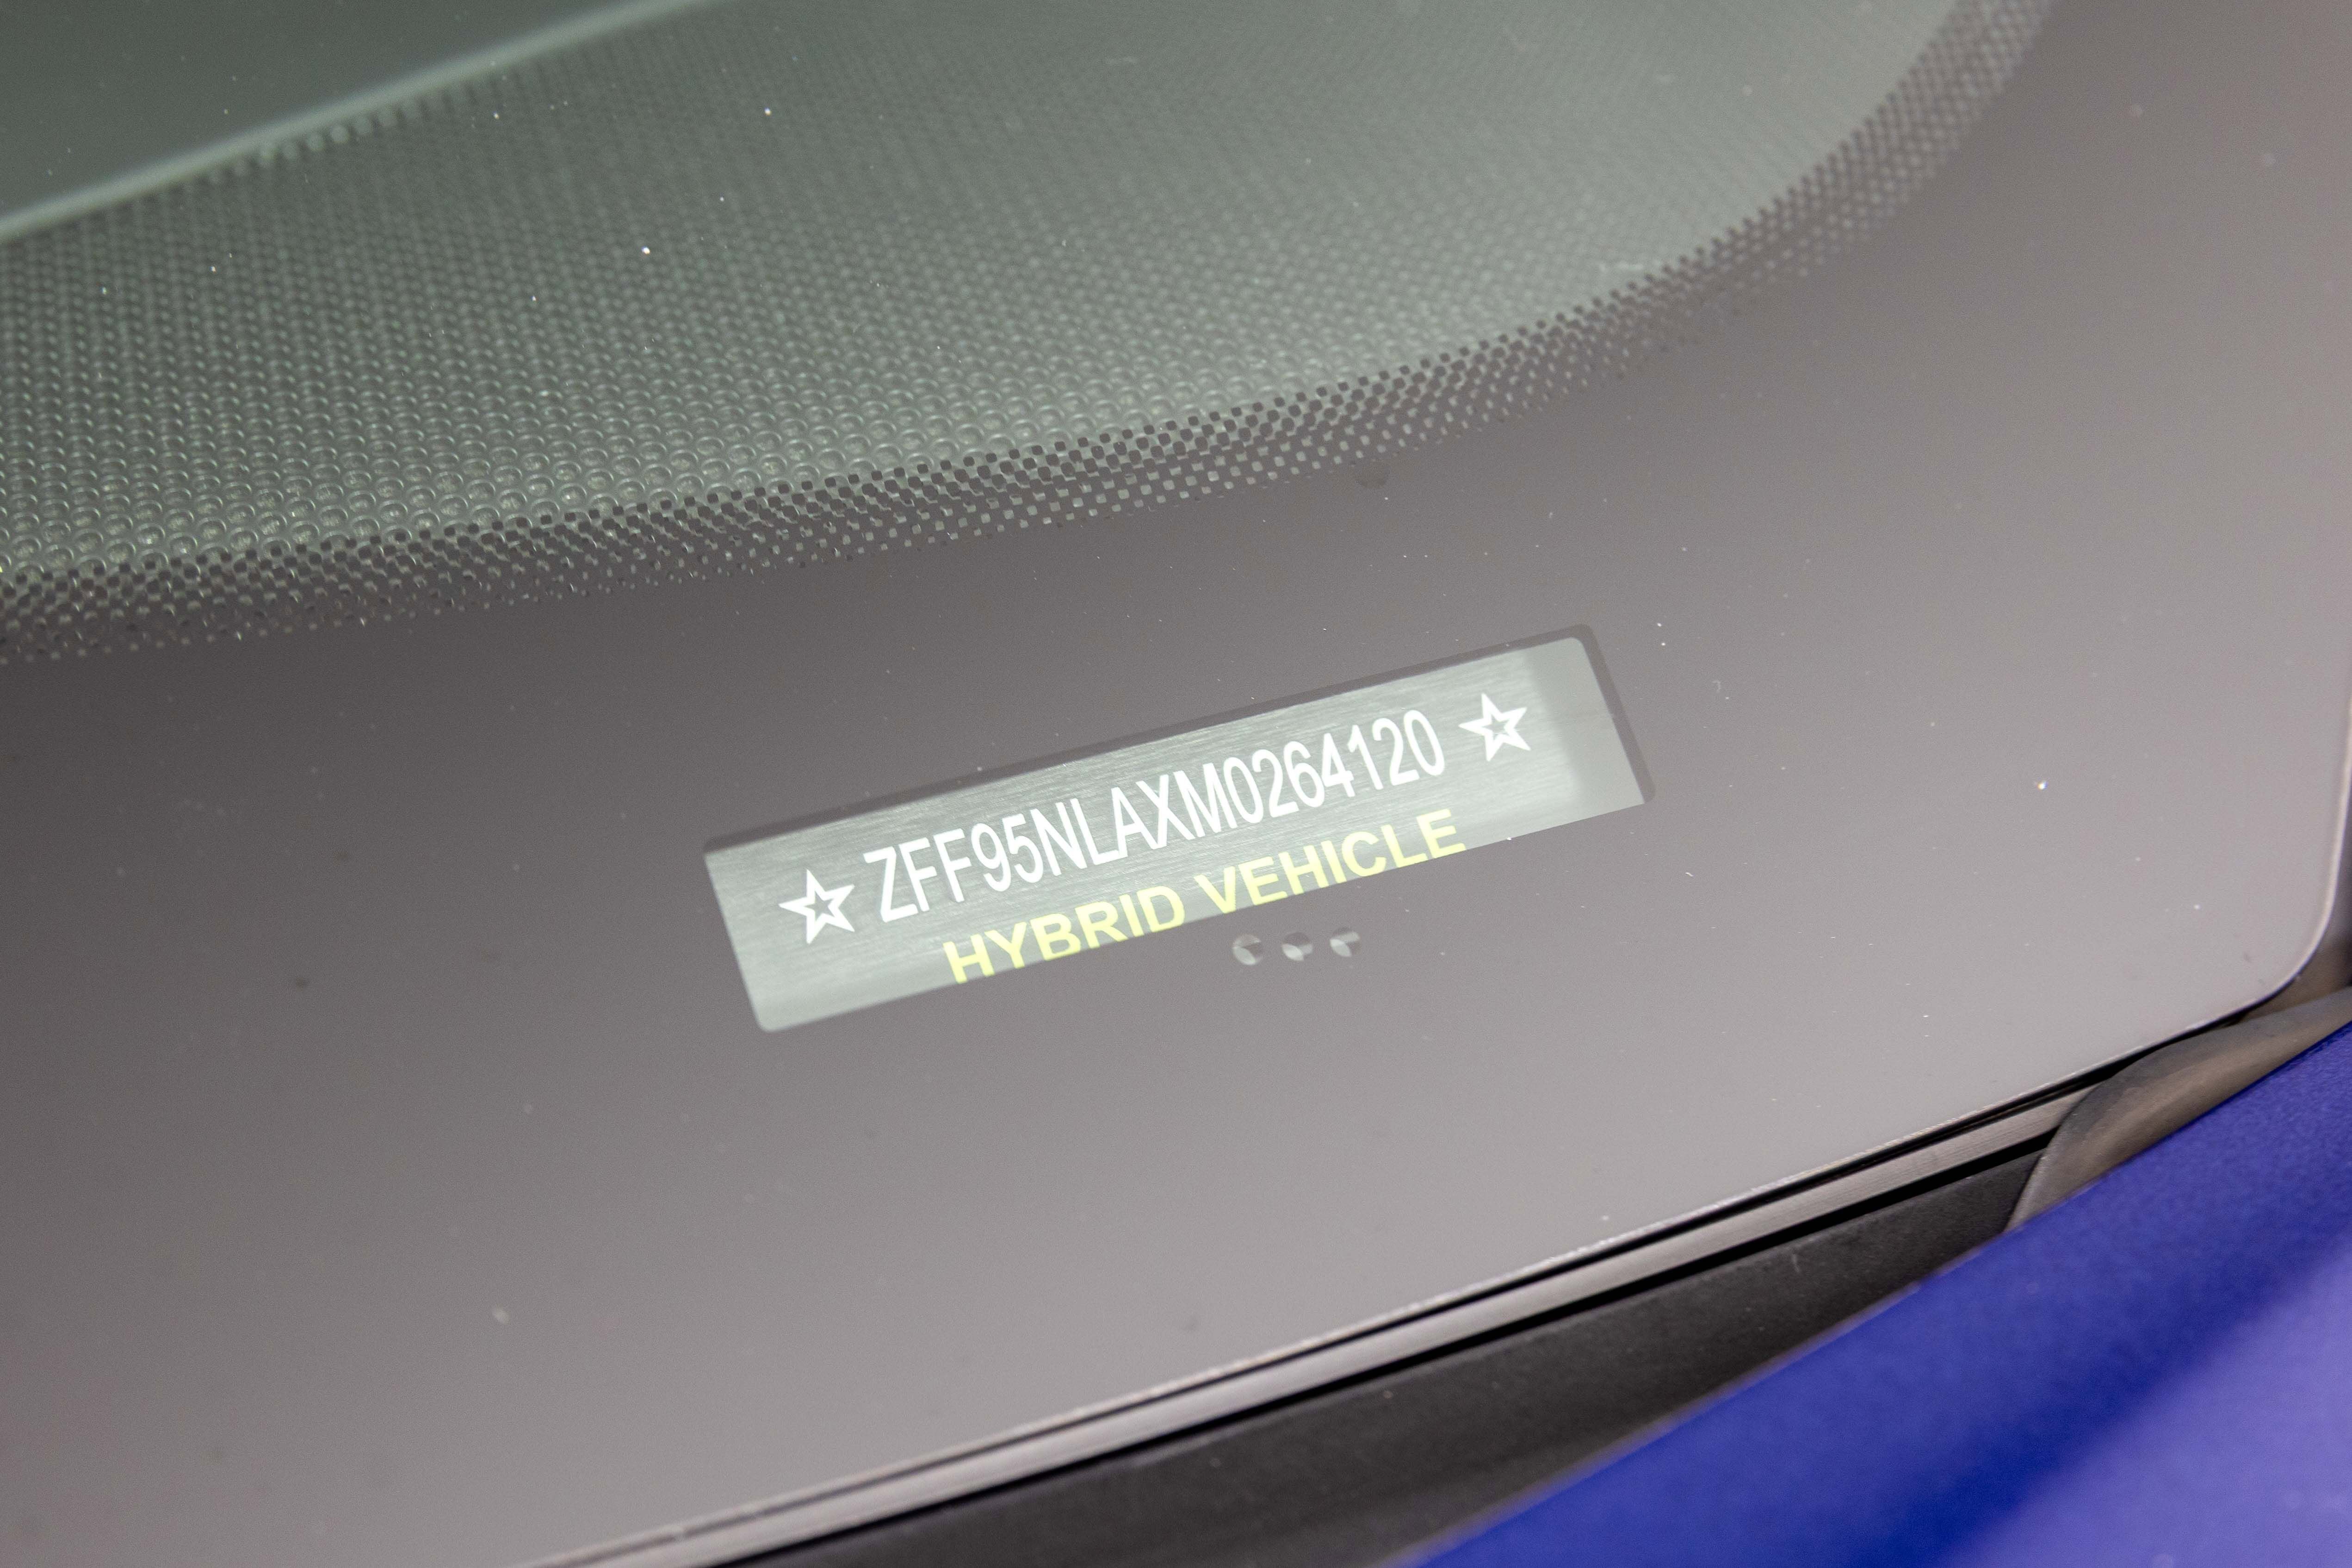 ☆ ZFF95NLAXM0264120 ☆
HYBRID VEHICLE